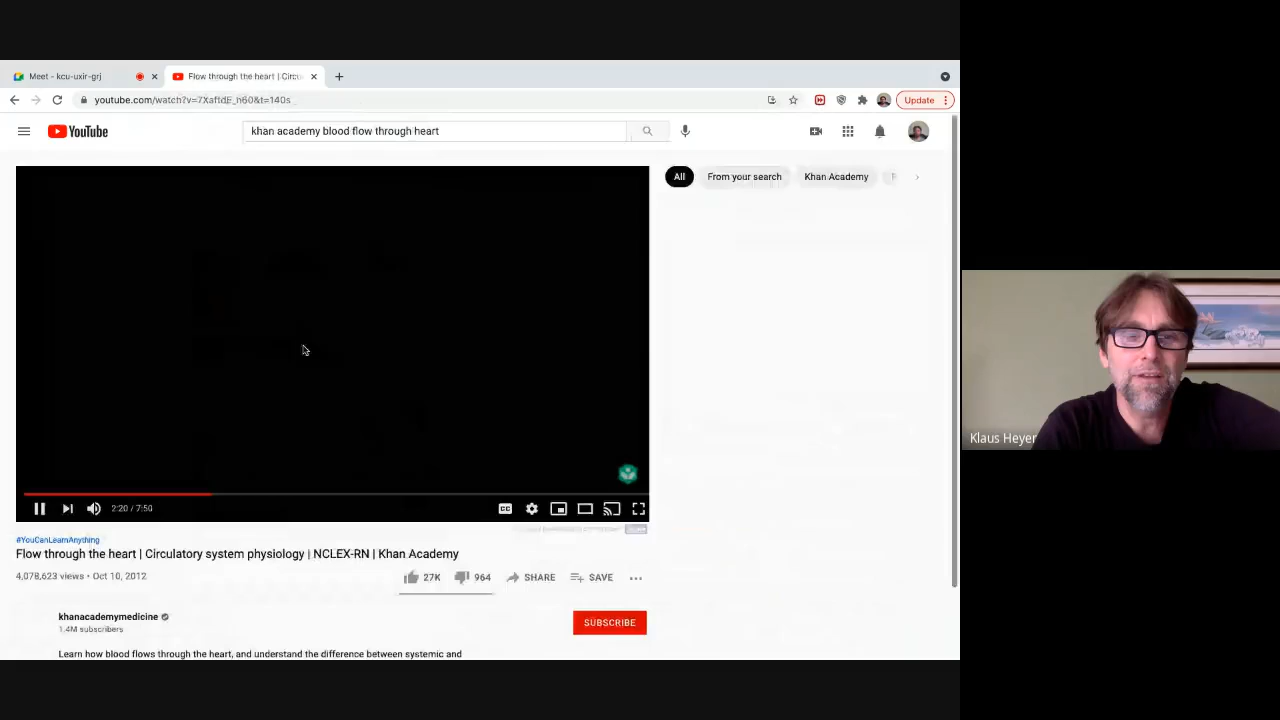 Meet - kcu-uxir-grj
Flow through the heart | Circu
youtube.com/watch?v=7XaftdE_h60&t=140s
Update
YouTube
khan academy blood flow through heart
All
From your search
Khan Academy
2:20 / 7:50
CC
#YouCanLearnAnything
Flow through the heart | Circulatory system physiology | NCLEX-RN | Khan Academy
4,078,623 views • Oct 10, 2012
27K
964
SHARE
SAVE
khanacademymedicine
1.4M subscribers
SUBSCRIBE
Learn how blood flows through the heart, and understand the difference between systemic and
Klaus Heyer